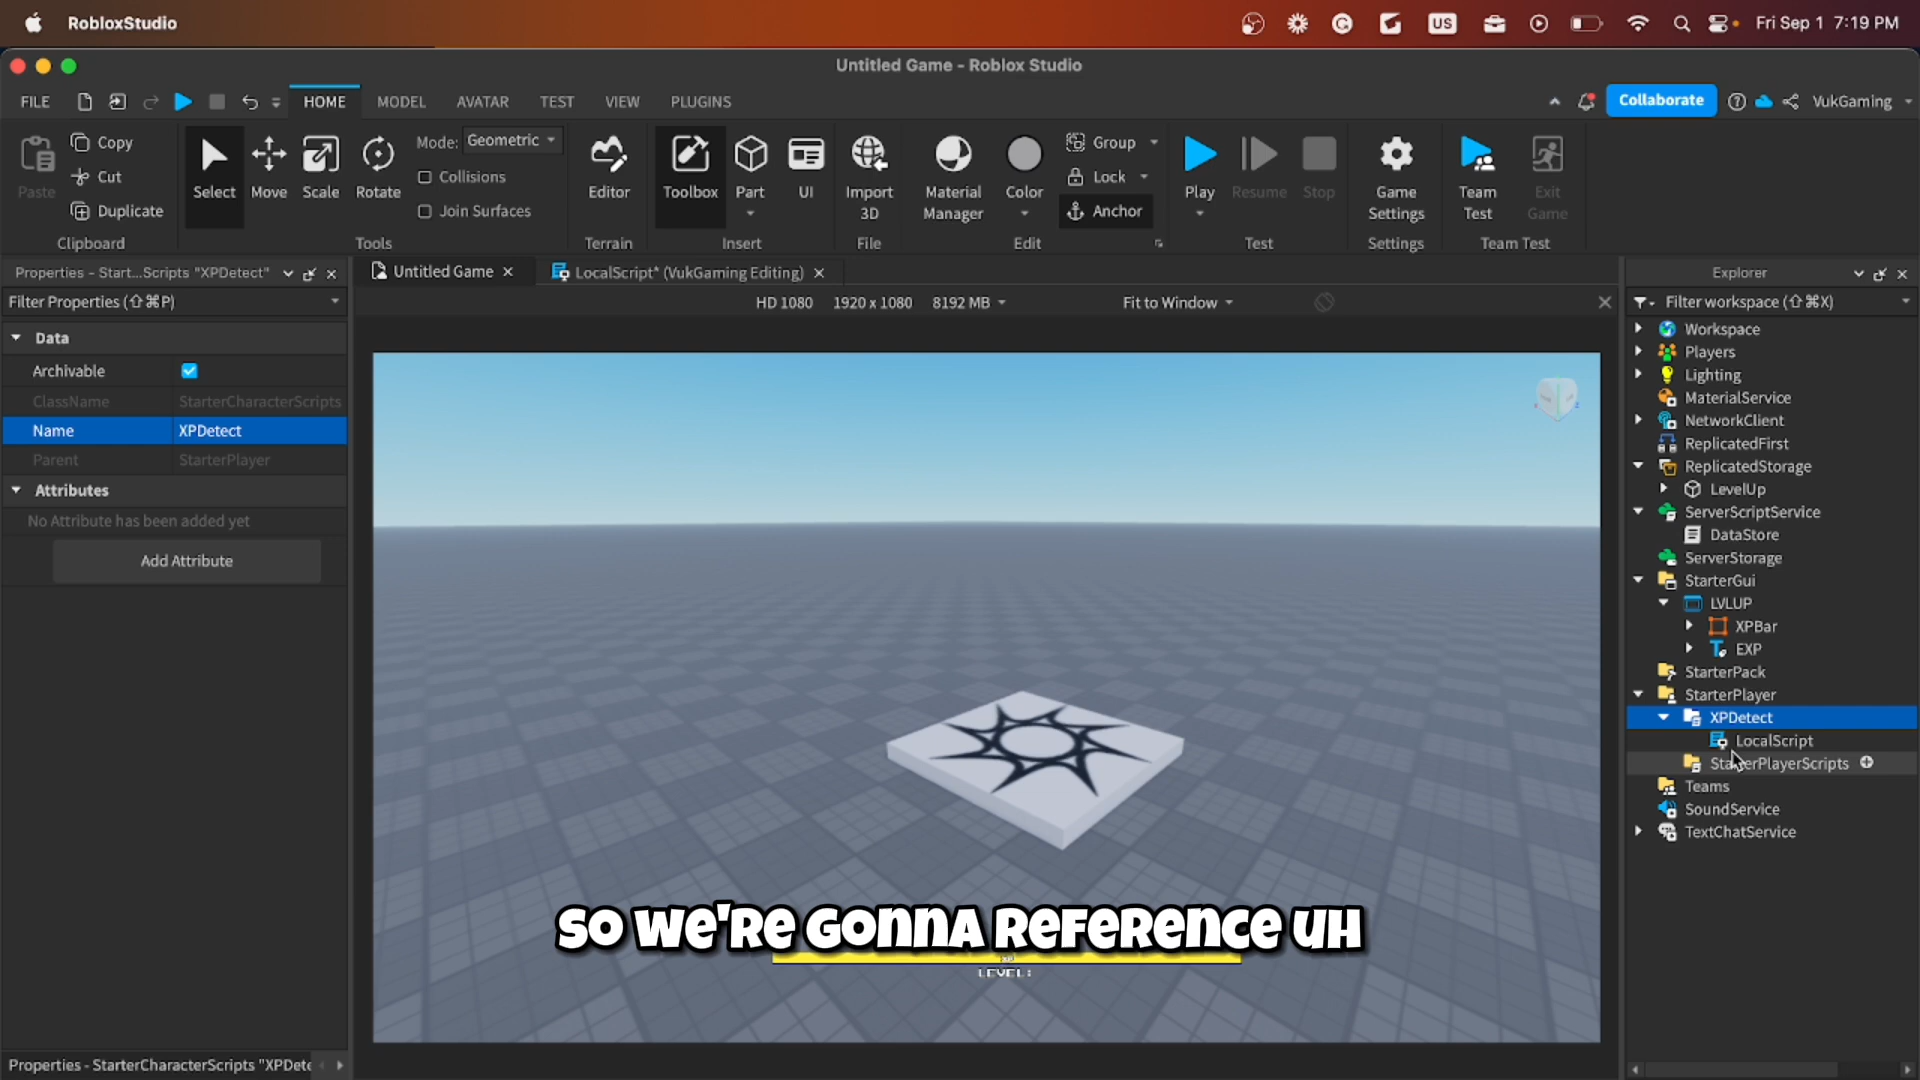 RobloxStudio
US
Fri Sep 1 7:19 PM
Untitled Game - Roblox Studio
FILE
HOME
MODEL
AVATAR
TEST
VIEW
PLUGINS
Collaborate
VukGaming
Paste
Copy
Cut
Duplicate
Clipboard
Select
Move
Scale
Rotate
Mode: Geometric
Collisions
Join Surfaces
Tools
Editor
Terrain
Toolbox
Part
UI
Insert
Import 3D
File
Material Manager
Color
Group
Lock
Anchor
Edit
Play
Resume
Stop
Test
Game Settings
Settings
Team Test
Exit Game
Team Test
Properties - Start...Scripts "XPDetect"
Filter Properties (⇧⌘P)
Data
Archivable
ClassName StarterCharacterScripts
Name XPDetect
Parent StarterPlayer
Attributes
No Attribute has been added yet
Add Attribute
Properties - StarterCharacterScripts "XPDete
Untitled Game
LocalScript* (VukGaming Editing)
HD 1080 1920 x 1080 8192 MB
Fit to Window
So we're gonna reference uh
XP
LEVEL:
Explorer
Filter workspace (⇧⌘X)
Workspace
Players
Lighting
MaterialService
NetworkClient
ReplicatedFirst
ReplicatedStorage
LevelUp
ServerScriptService
DataStore
ServerStorage
StarterGui
LVLUP
XPBar
EXP
StarterPack
StarterPlayer
XPDetect
LocalScript
StarterPlayerScripts
Teams
SoundService
TextChatService